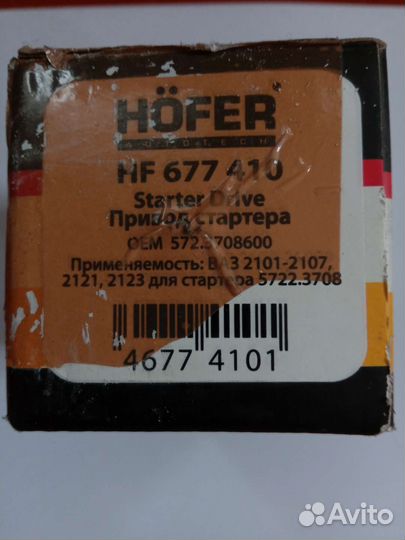 HÖFER
AUTOTECH
HF 677 410
Starter Drive
Привод стартера
OEM 572.3708600
Применяемость: ВАЗ 2101-2107,
2121, 2123 для стартера 5722.3708
4677 4101
Avito